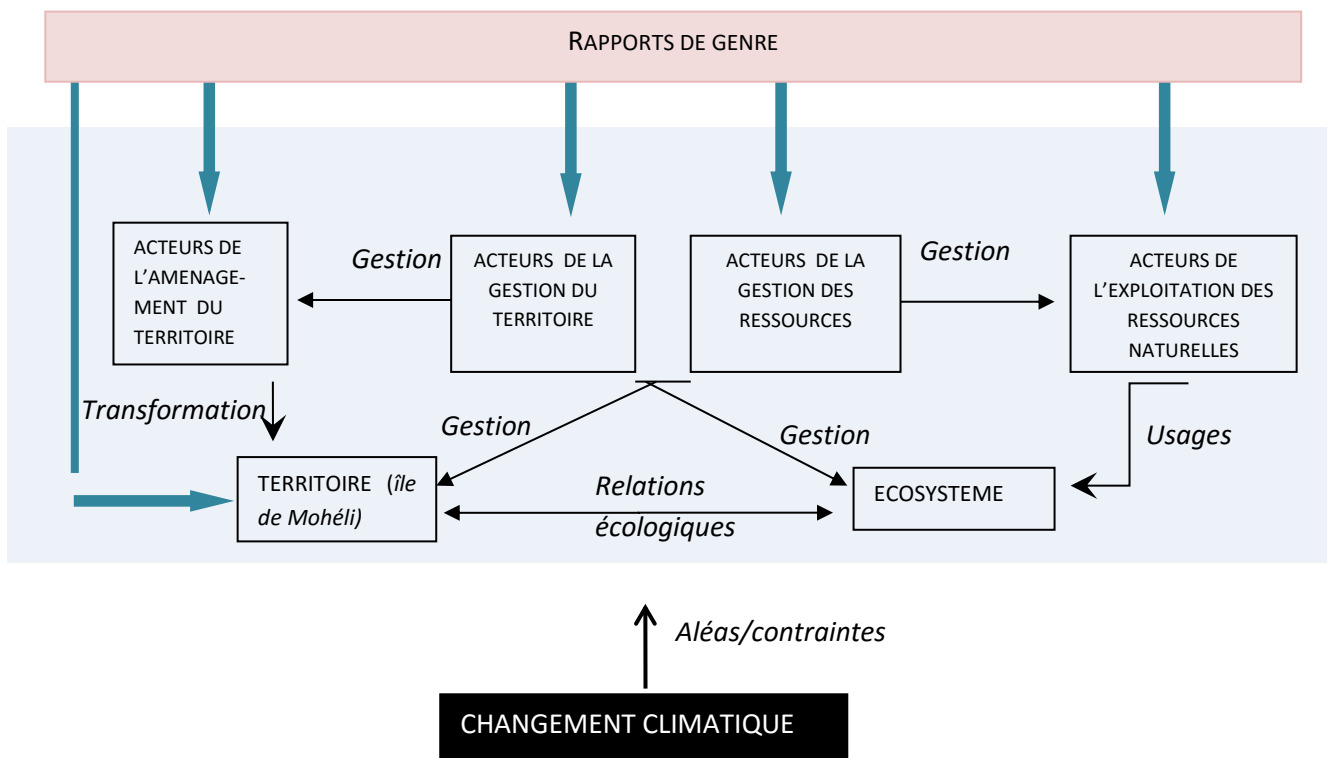 RAPPORTS DE GENRE
ACTEURS DE
L'AMENAGE-
MENT DU
TERRITOIRE
Gestion
ACTEURS DE LA
GESTION DU
TERRITOIRE
ACTEURS DE LA
GESTION DES
RESSOURCES
Gestion
ACTEURS DE
L'EXPLOITATION DES
RESSOURCES
NATURELLES
Transformation
Gestion
Gestion
Usages
TERRITOIRE (île
de Mohéli)
Relations
écologiques
ECOSYSTEME
Aléas/contraintes
CHANGEMENT CLIMATIQUE